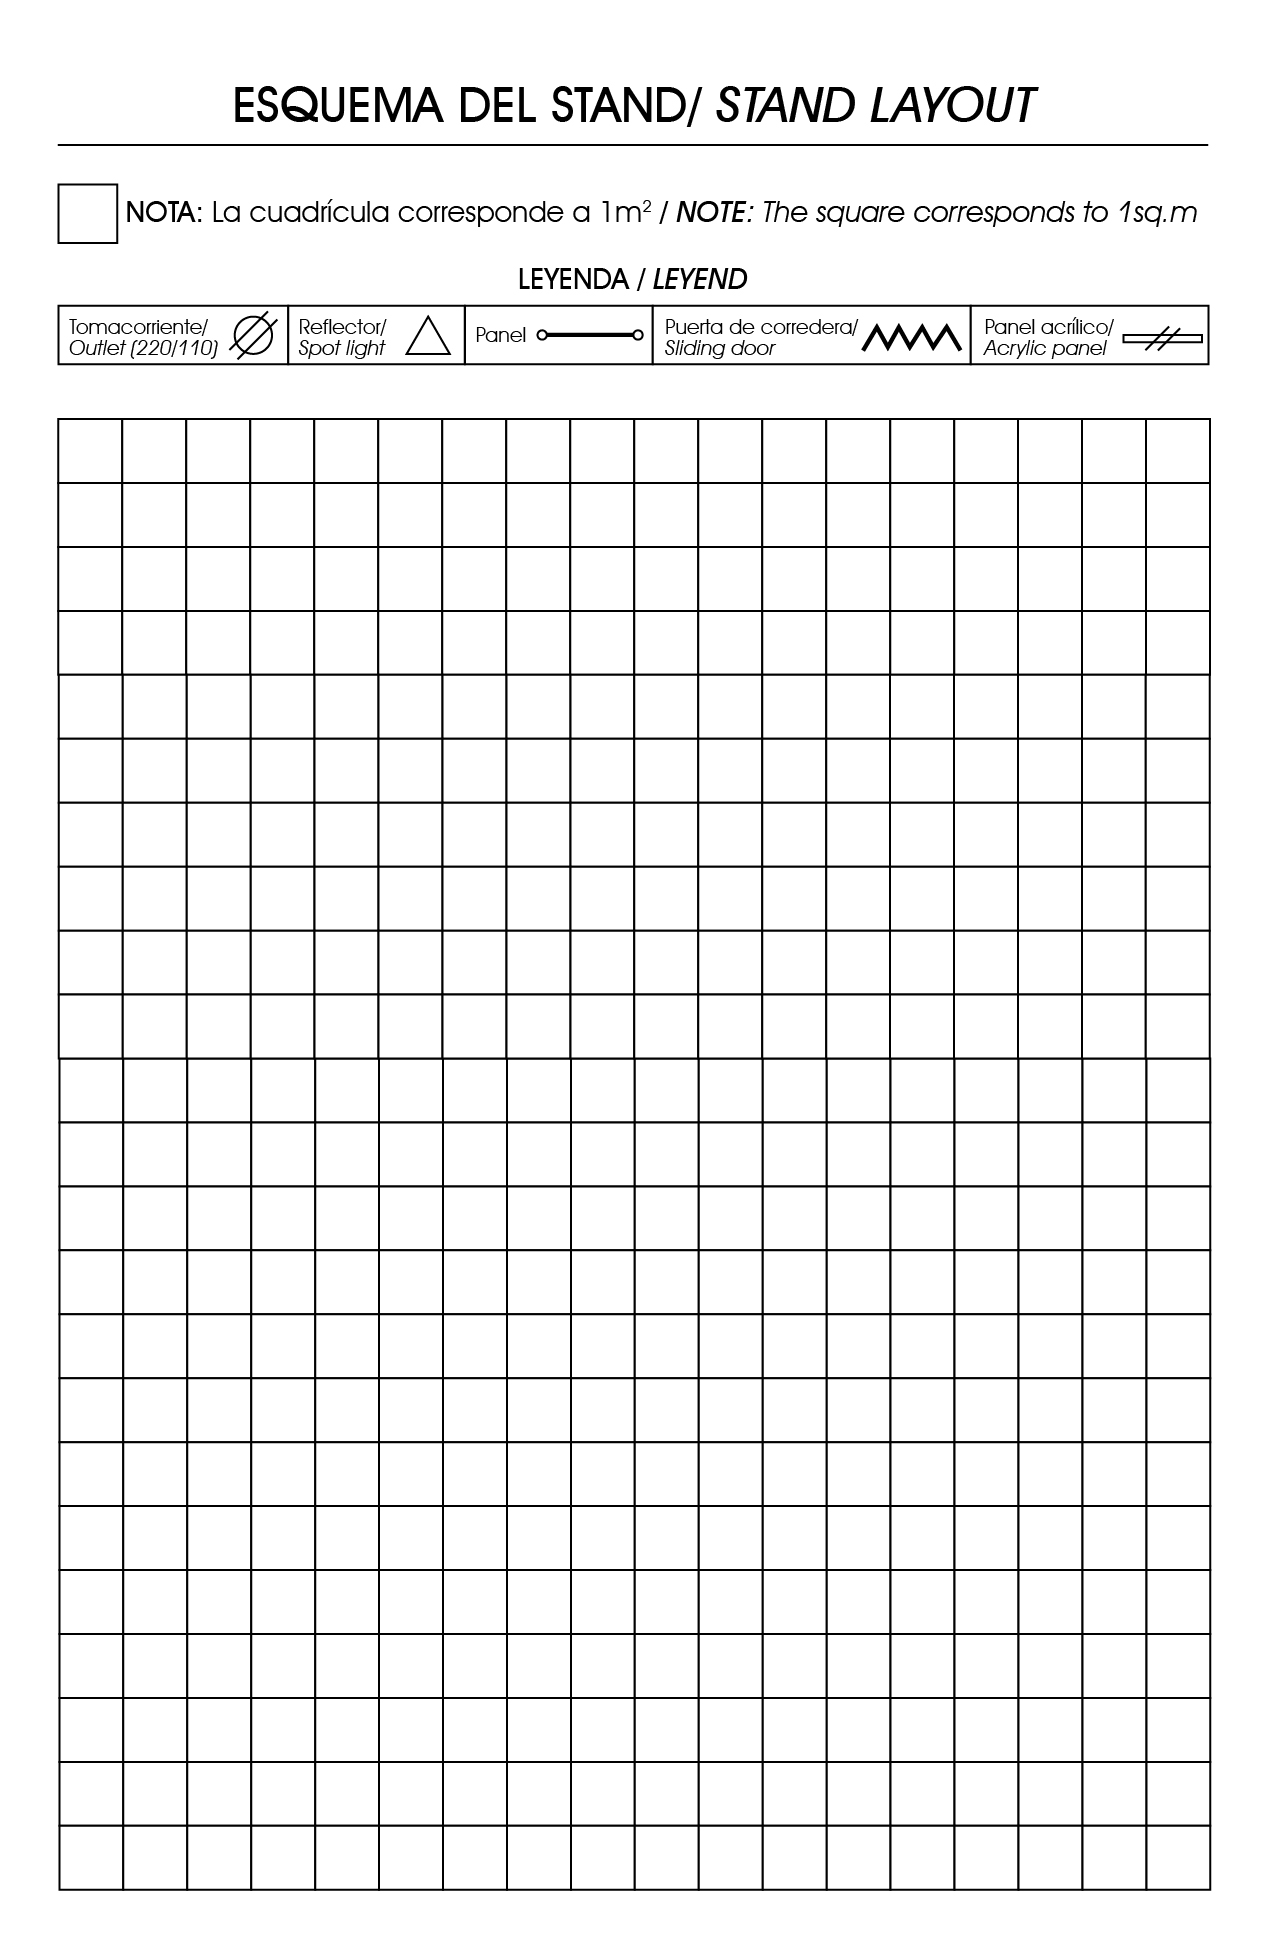 ESQUEMA DEL STAND/ STAND LAYOUT
NOTA: La cuadrícula corresponde a 1m² / NOTE: The square corresponds to 1sq.m
LEYENDA / LEYEND
Tomacorriente/
Outlet (220/110)
Reflector/
Spot light
Panel
Puerta de corredera/
Sliding door
Panel acrílico/
Acrylic panel